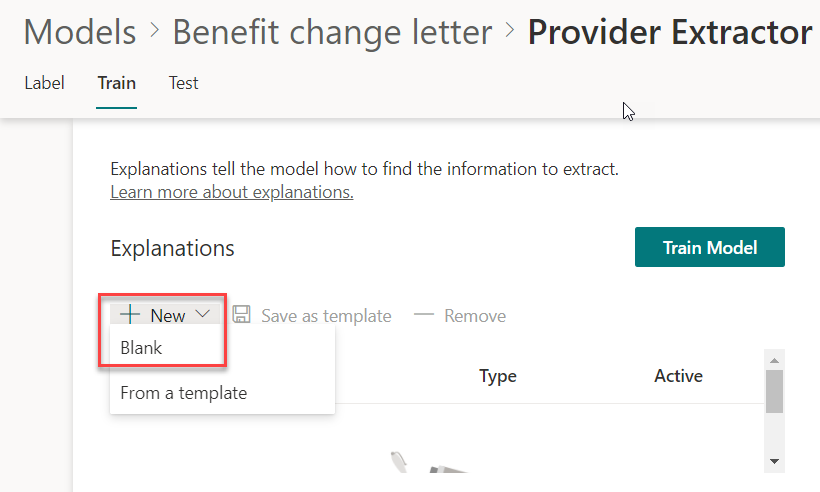 Models > Benefit change letter > Provider Extractor
Label Train Test
Explanations tell the model how to find the information to extract.
Learn more about explanations.
Explanations
Train Model
New Save as template Remove
Blank
Type Active
From a template